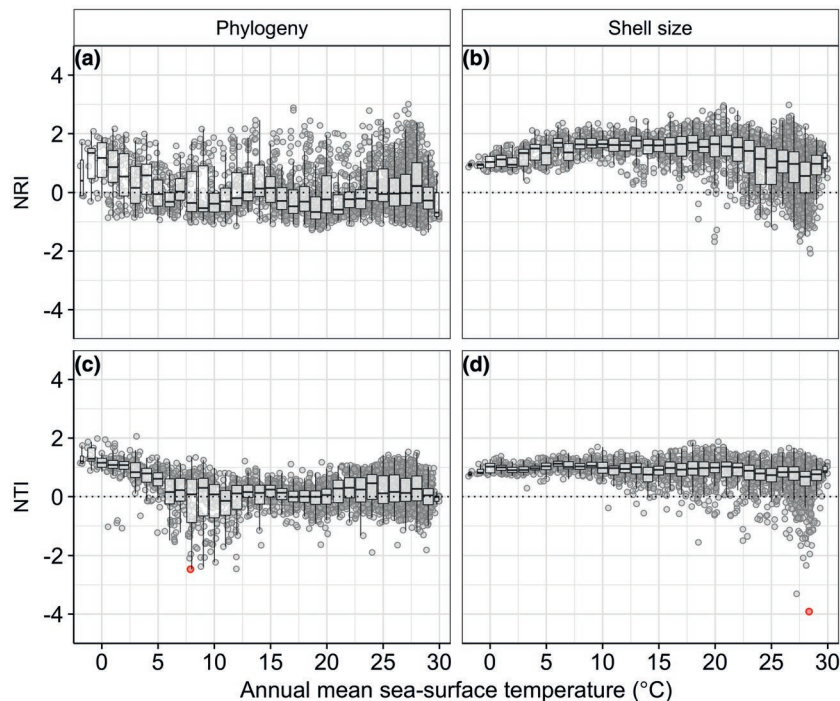 Phylogeny
Shell size
(a)
(b)
4
2
0
-2
-4
NRI
(c)
(d)
4
2
0
-2
-4
NTI
0 5 10 15 20 25 30
0 5 10 15 20 25 30
Annual mean sea-surface temperature (°C)